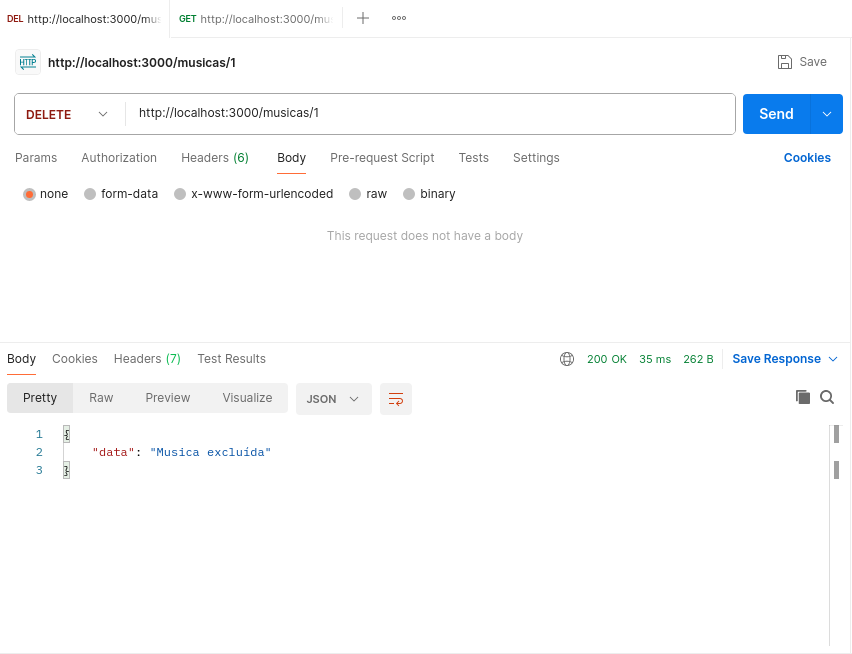 DEL http://localhost:3000/mus GET http://localhost:3000/mu
HTTP http://localhost:3000/musicas/1 Save
DELETE http://localhost:3000/musicas/1 Send
Params Authorization Headers (6) Body Pre-request Script Tests Settings Cookies
none form-data x-www-form-urlencoded raw binary
This request does not have a body
Body Cookies Headers (7) Test Results 200 OK 35 ms 262 B Save Response
Pretty Raw Preview Visualize JSON
1 {
2 "data": "Musica excluída"
3 }